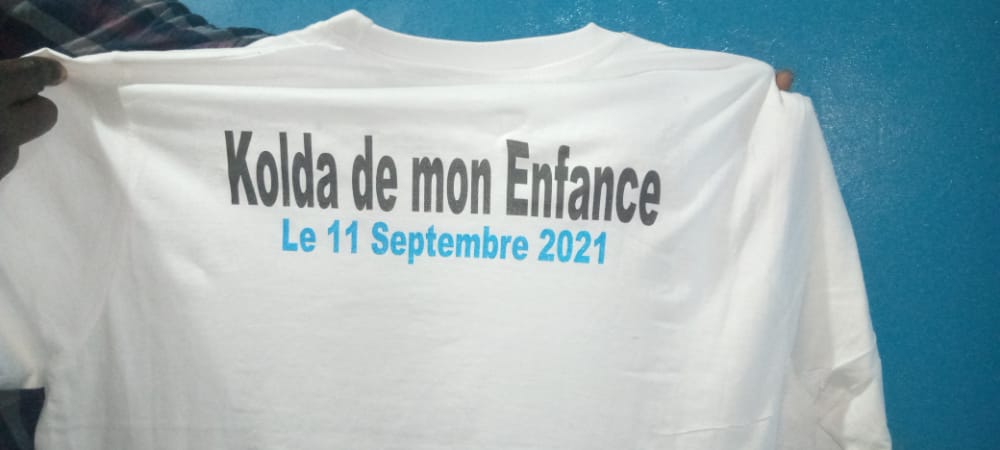 Kolda de mon Enfance
Le 11 Septembre 2021